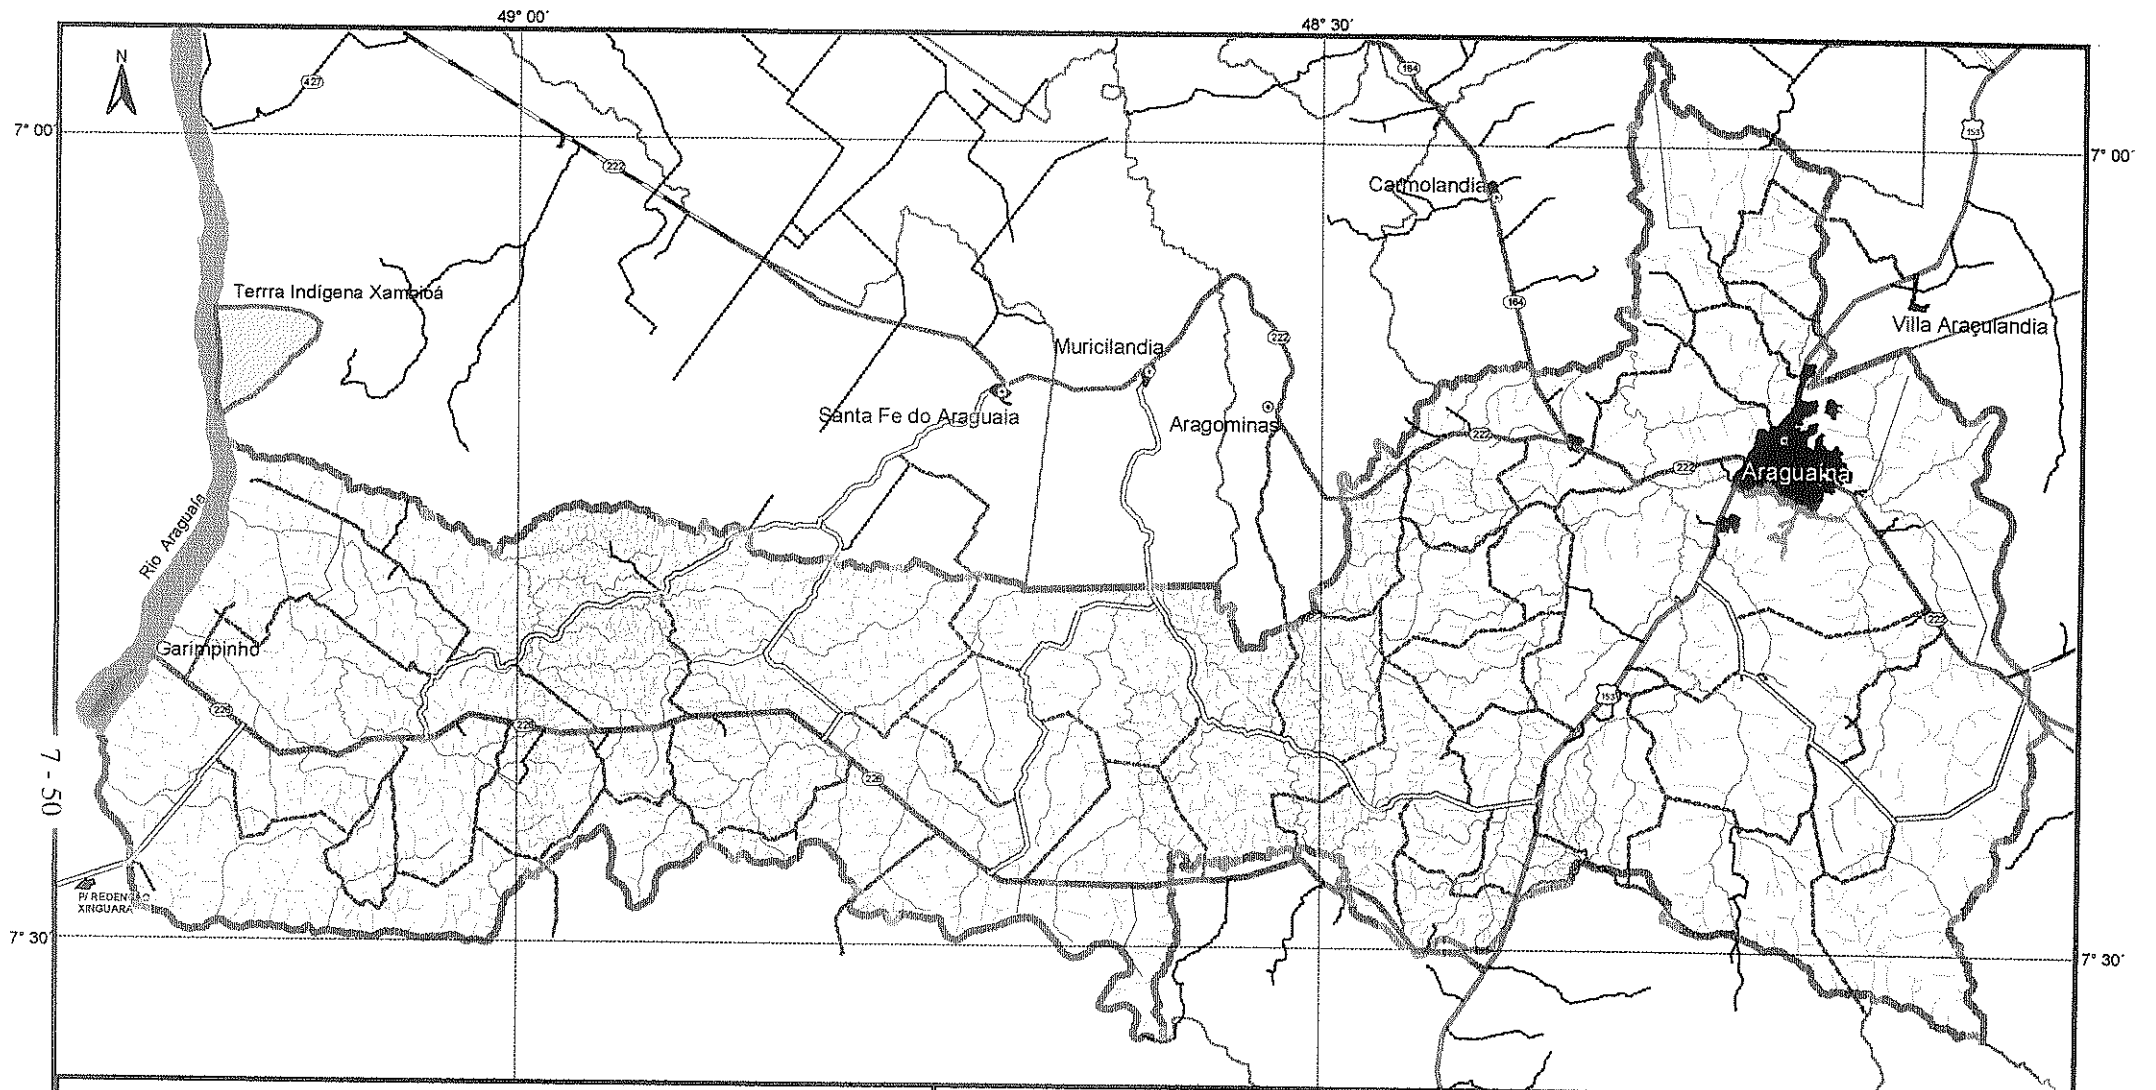 49° 00´
48° 30´
N
427
164
7° 00´
153
7° 00´
222
Carmolandia
Terrra Indígena Xambioá
164
Villa Araçulandia
222
Muricilandia
Santa Fe do Araguaia
Aragominas
222
222
Araguaina
Rio Araguaía
222
Garimpinho
153
226
226
226
7 - 50
P/ REDENÇAO
XINGUARA
7° 30´
7° 30´